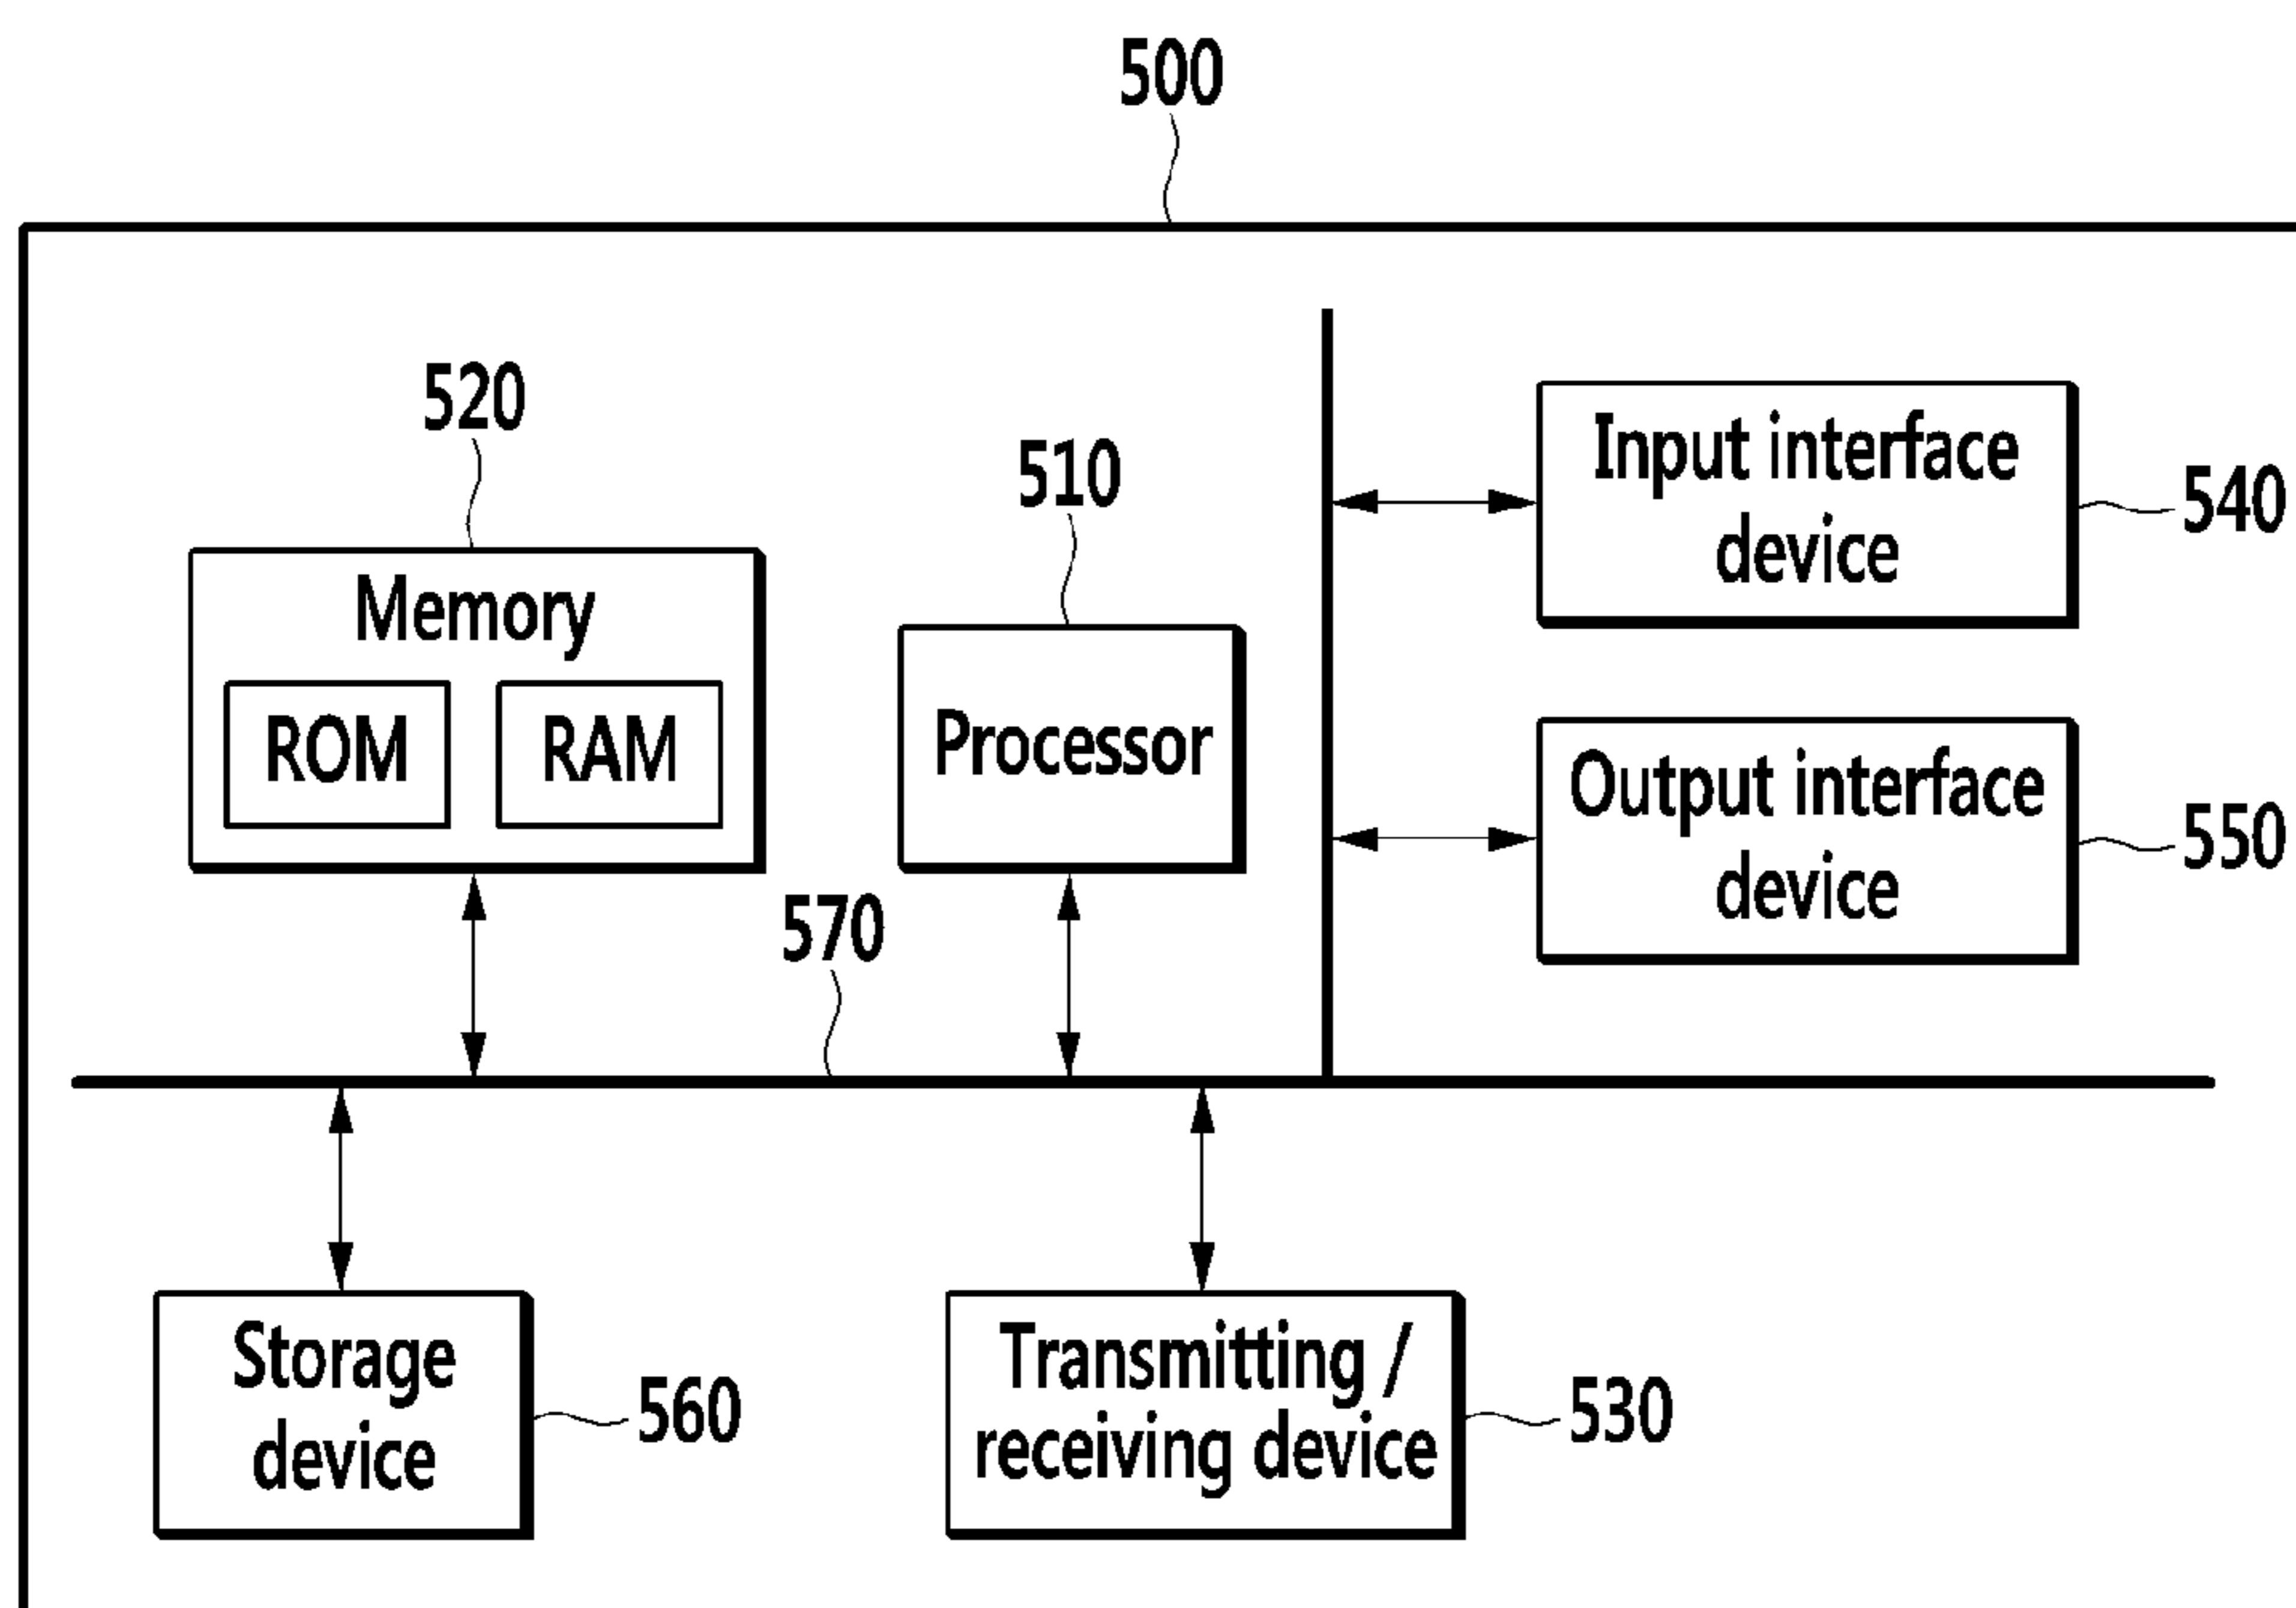 500
520
510
Memory
ROM
RAM
Processor
Input interface
device
540
Output interface
device
550
570
Storage
device
560
Transmitting /
receiving device
530